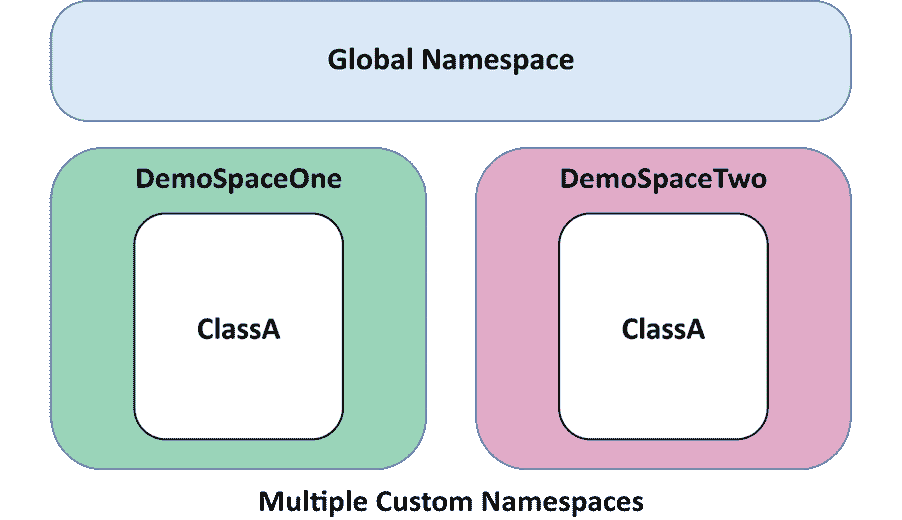 Global Namespace
DemoSpaceOne
DemoSpaceTwo
ClassA
ClassA
Multiple Custom Namespaces